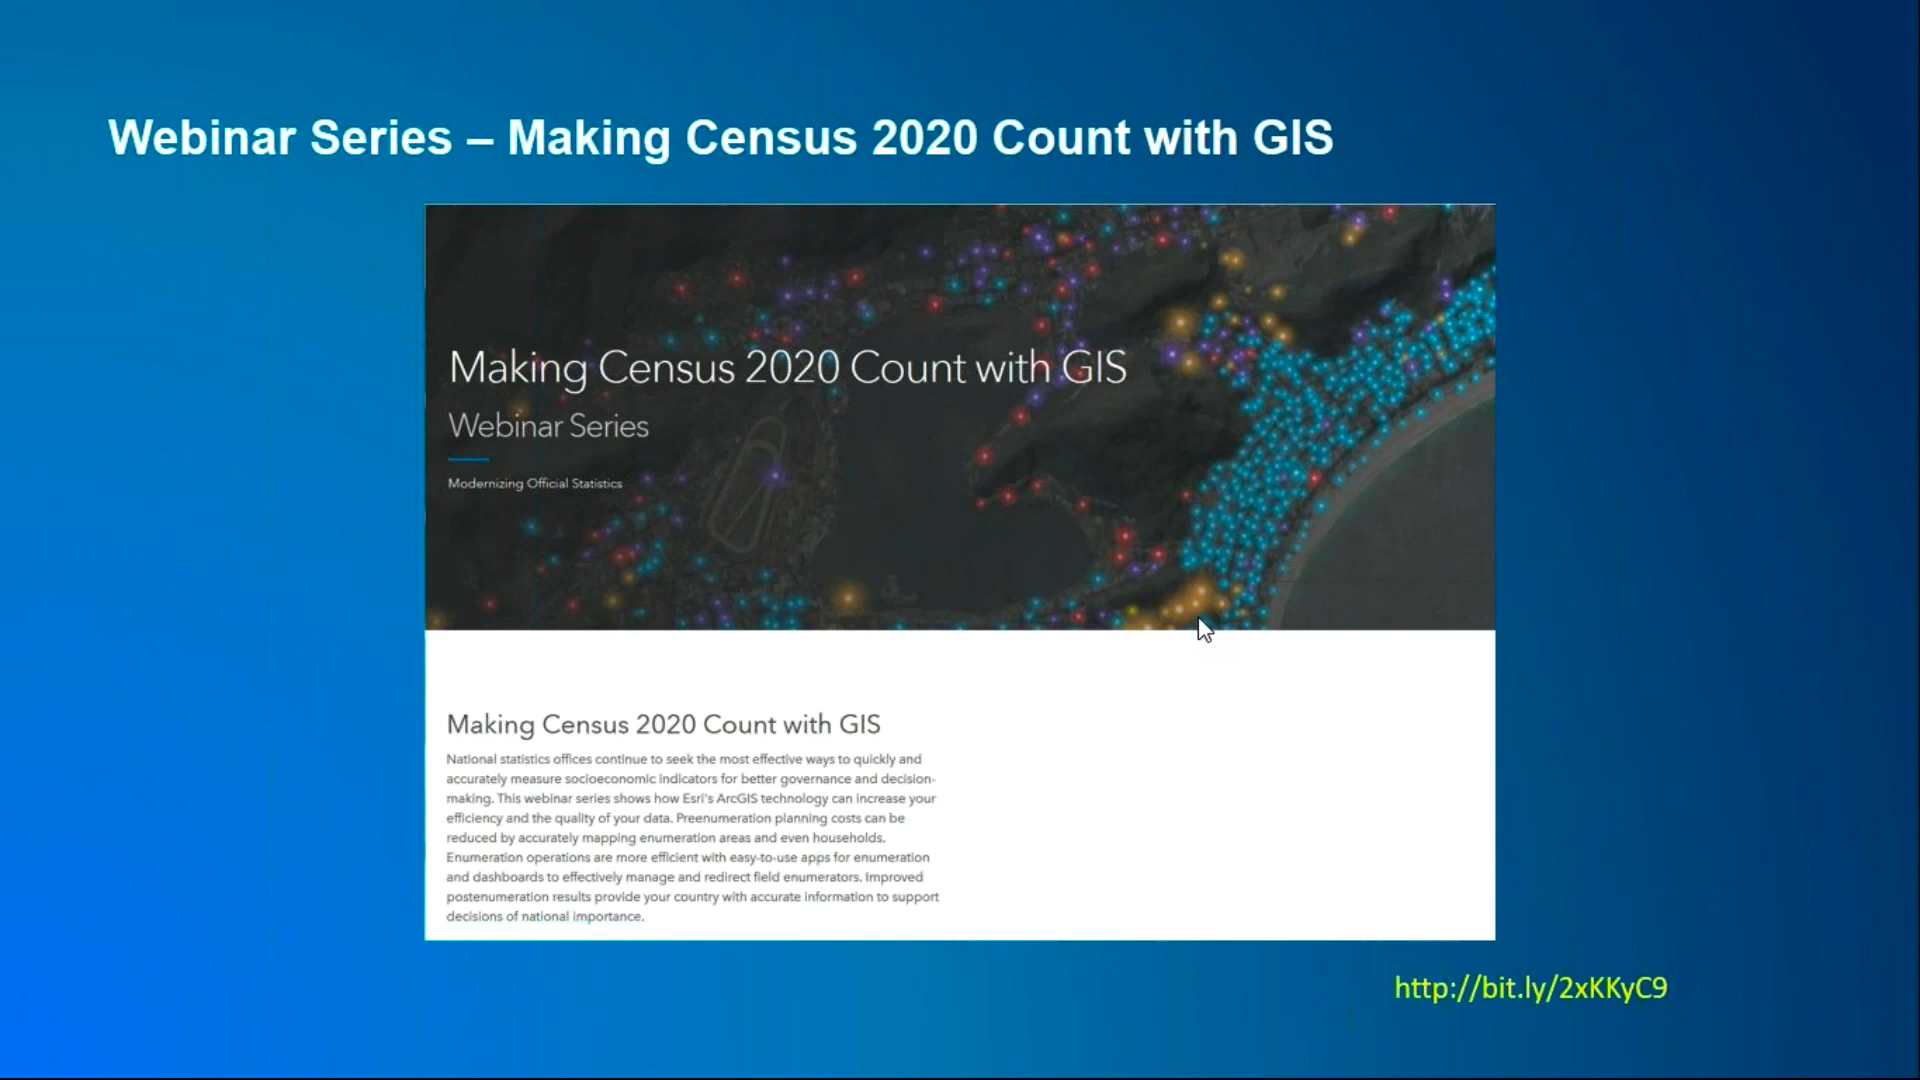 Webinar Series – Making Census 2020 Count with GIS
Making Census 2020 Count with GIS
Webinar Series
Modernizing Official Statistics
Making Census 2020 Count with GIS
National statistics offices continue to seek the most effective ways to quickly and
accurately measure socioeconomic indicators for better governance and decision-
making. This webinar series shows how Esri's ArcGIS technology can increase your
efficiency and the quality of your data. Preenumeration planning costs can be
reduced by accurately mapping enumeration areas and even households.
Enumeration operations are more efficient with easy-to-use apps for enumeration
and dashboards to effectively manage and redirect field enumerators. Improved
postenumeration results provide your country with accurate information to support
decisions of national importance.
http://bit.ly/2xKKyC9